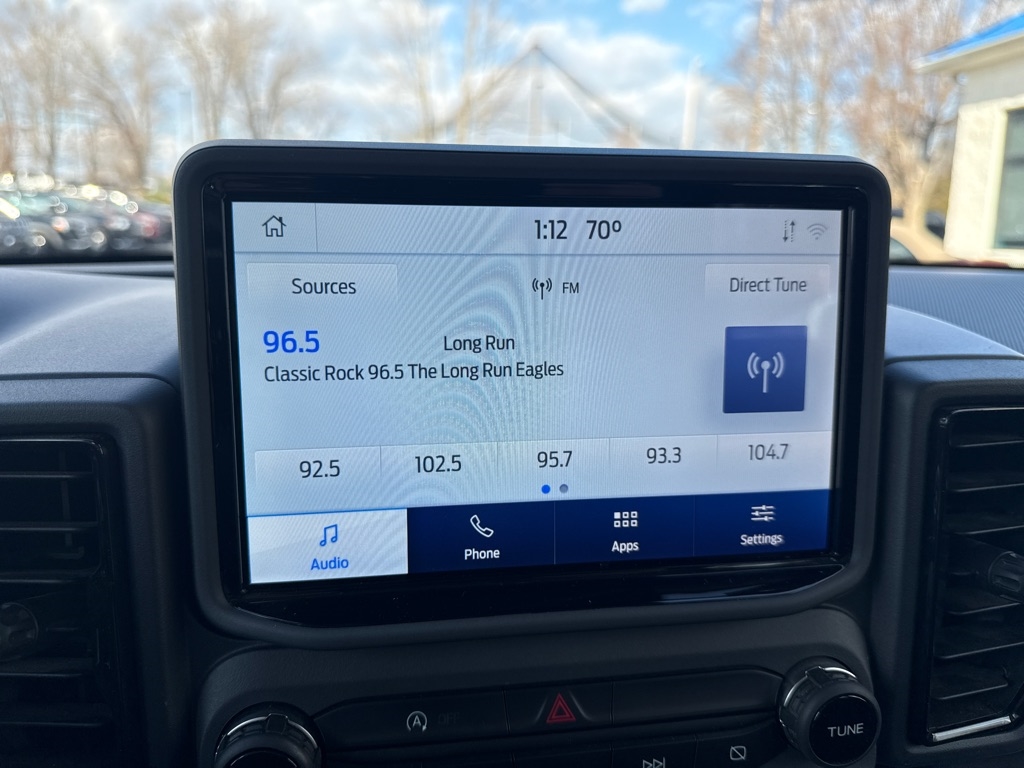 1:12 70°
Sources
FM
Direct Tune
96.5
Long Run
Classic Rock 96.5 The Long Run Eagles
92.5 102.5 95.7 93.3 104.7
Audio Phone Apps Settings
A OFF
TUNE